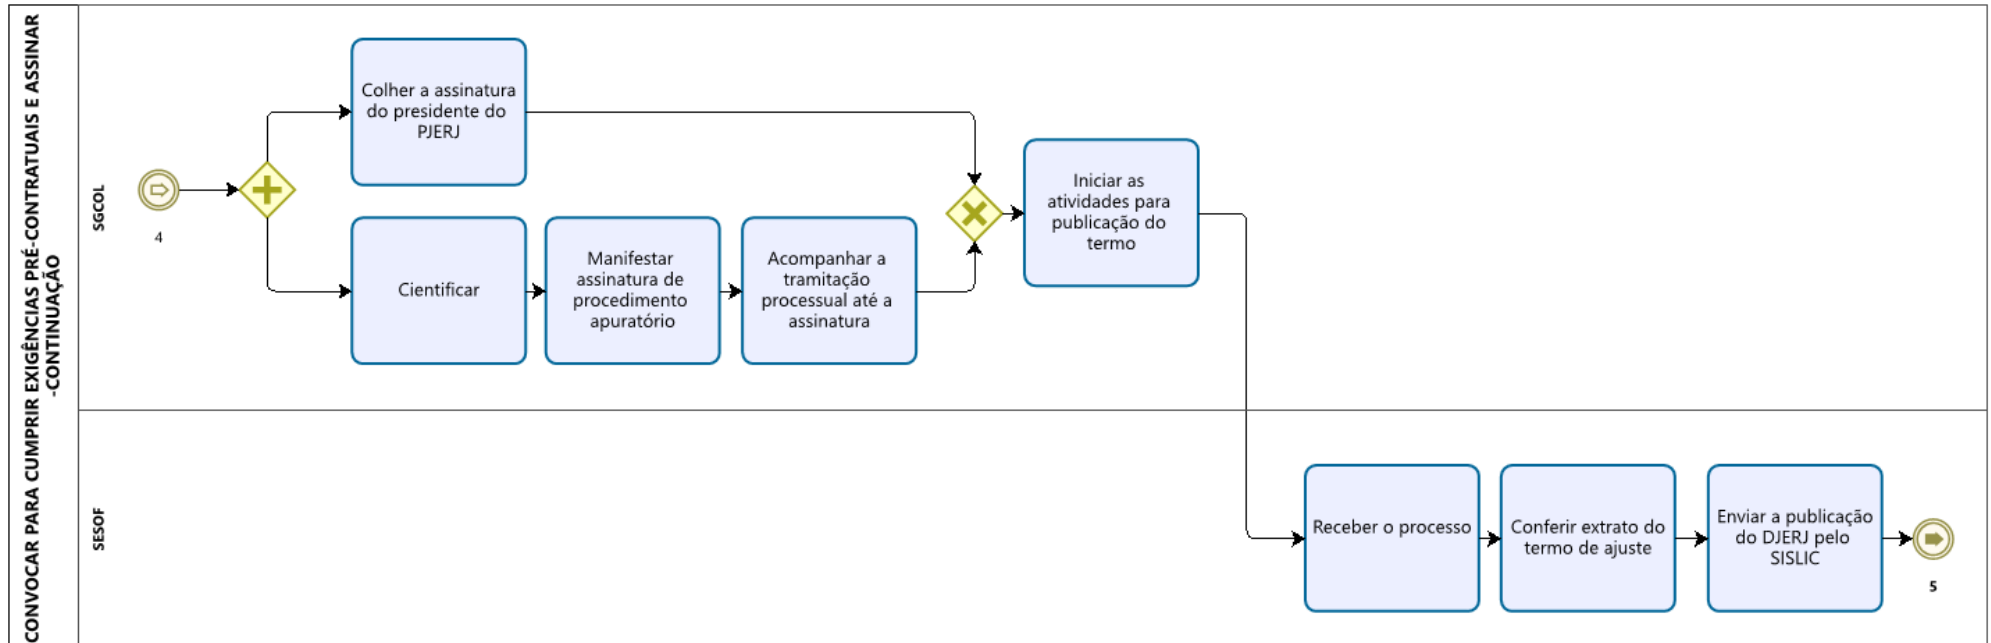 CONVOCAR PARA CUMPRIR EXIGÊNCIAS PRÉ-CONTRATUAIS E ASSINAR
-CONTINUAÇÃO
SGCOL
4
Colher a assinatura
do presidente do
PJERJ
Cientificar
Manifestar
assinatura de
procedimento
apuratório
Acompanhar a
tramitação
processual até a
assinatura
Iniciar as
atividades para
publicação do
termo
SESOF
Receber o processo
Conferir extrato do
termo de ajuste
Enviar a publicação
do DJERJ pelo
SISLIC
5